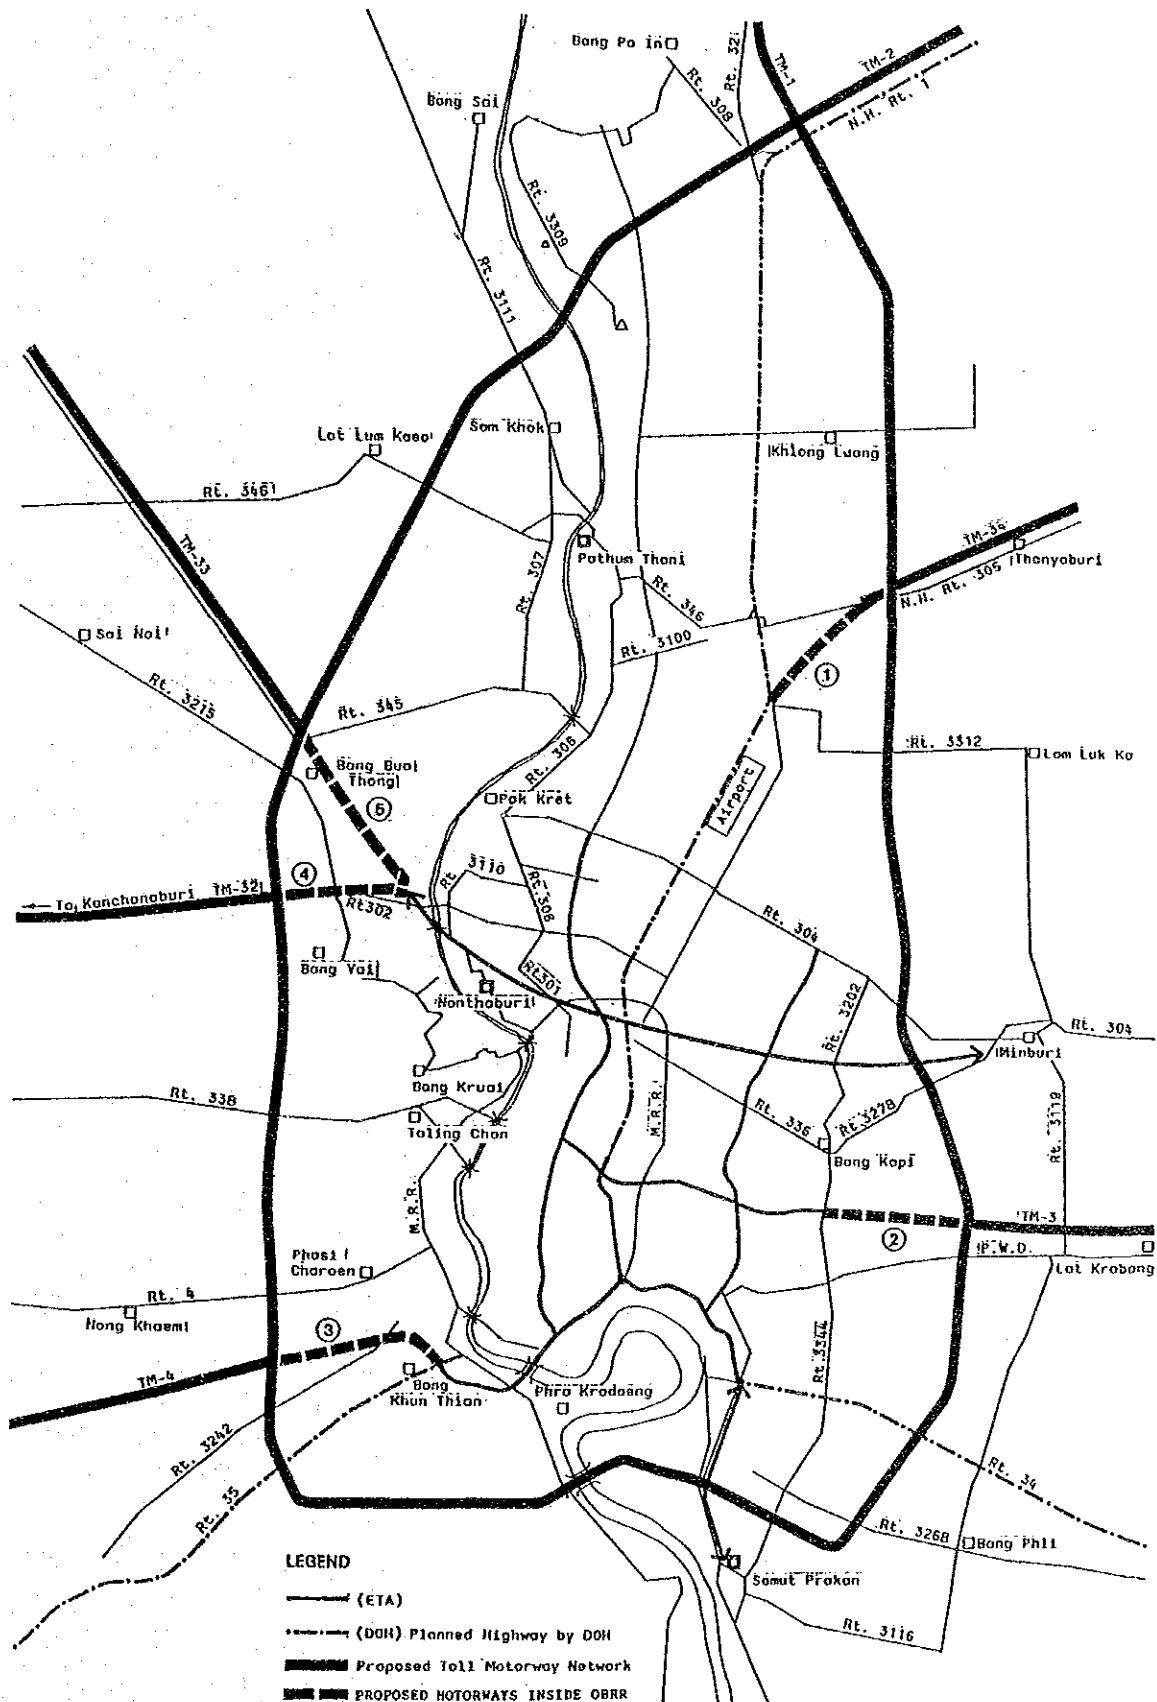 Bang Pa In
Rt. 32
TM-1
TM-2
Rt. 308
N.H. Rt. 1
Bang Sai
Rt. 3309
Rt. 3111
Sam Khok
Lat Lum Kaeo
Khlong Luang
Rt. 346
TM-33
TM-34
Pathum Thani
Thanyaburi
Rt. 307
N.H. Rt. 305
Rt. 346
Sai Noi
Rt. 3100
1
Rt. 3215
Rt. 345
Rt. 306
Rt. 3312
Lam Luk Ka
Bang Bua
Thong
Pak Kret
Airport
5
4
Rt. 3110
To Kanchanaburi
TM-32
Rt302
Rt. 306
Rt. 304
Bang Yai
Nonthaburi
Rt301
Rt. 3202
Rt. 304
Minburi
Bang Kruai
Rt. 338
M.R.R.
Rt. 336
Rt. 3278
Rt. 3119
Taling Chan
Bang Kapi
M.R.R.
TM-3
2
P.W.D.
Phasi
Charoen
Lat Krabang
Rt. 4
Nong Khaem
3
Rt. 3344
TM-4
Bang
Khun Thian
Phra Kradaeng
Rt. 3242
Rt. 35
Rt. 34
Rt. 3268
Bang Phli
LEGEND
Samut Prakan
(ETA)
Rt. 3116
(DOH) Planned Highway by DOH
Proposed Toll Motorway Network
PROPOSED MOTORWAYS INSIDE OBRR